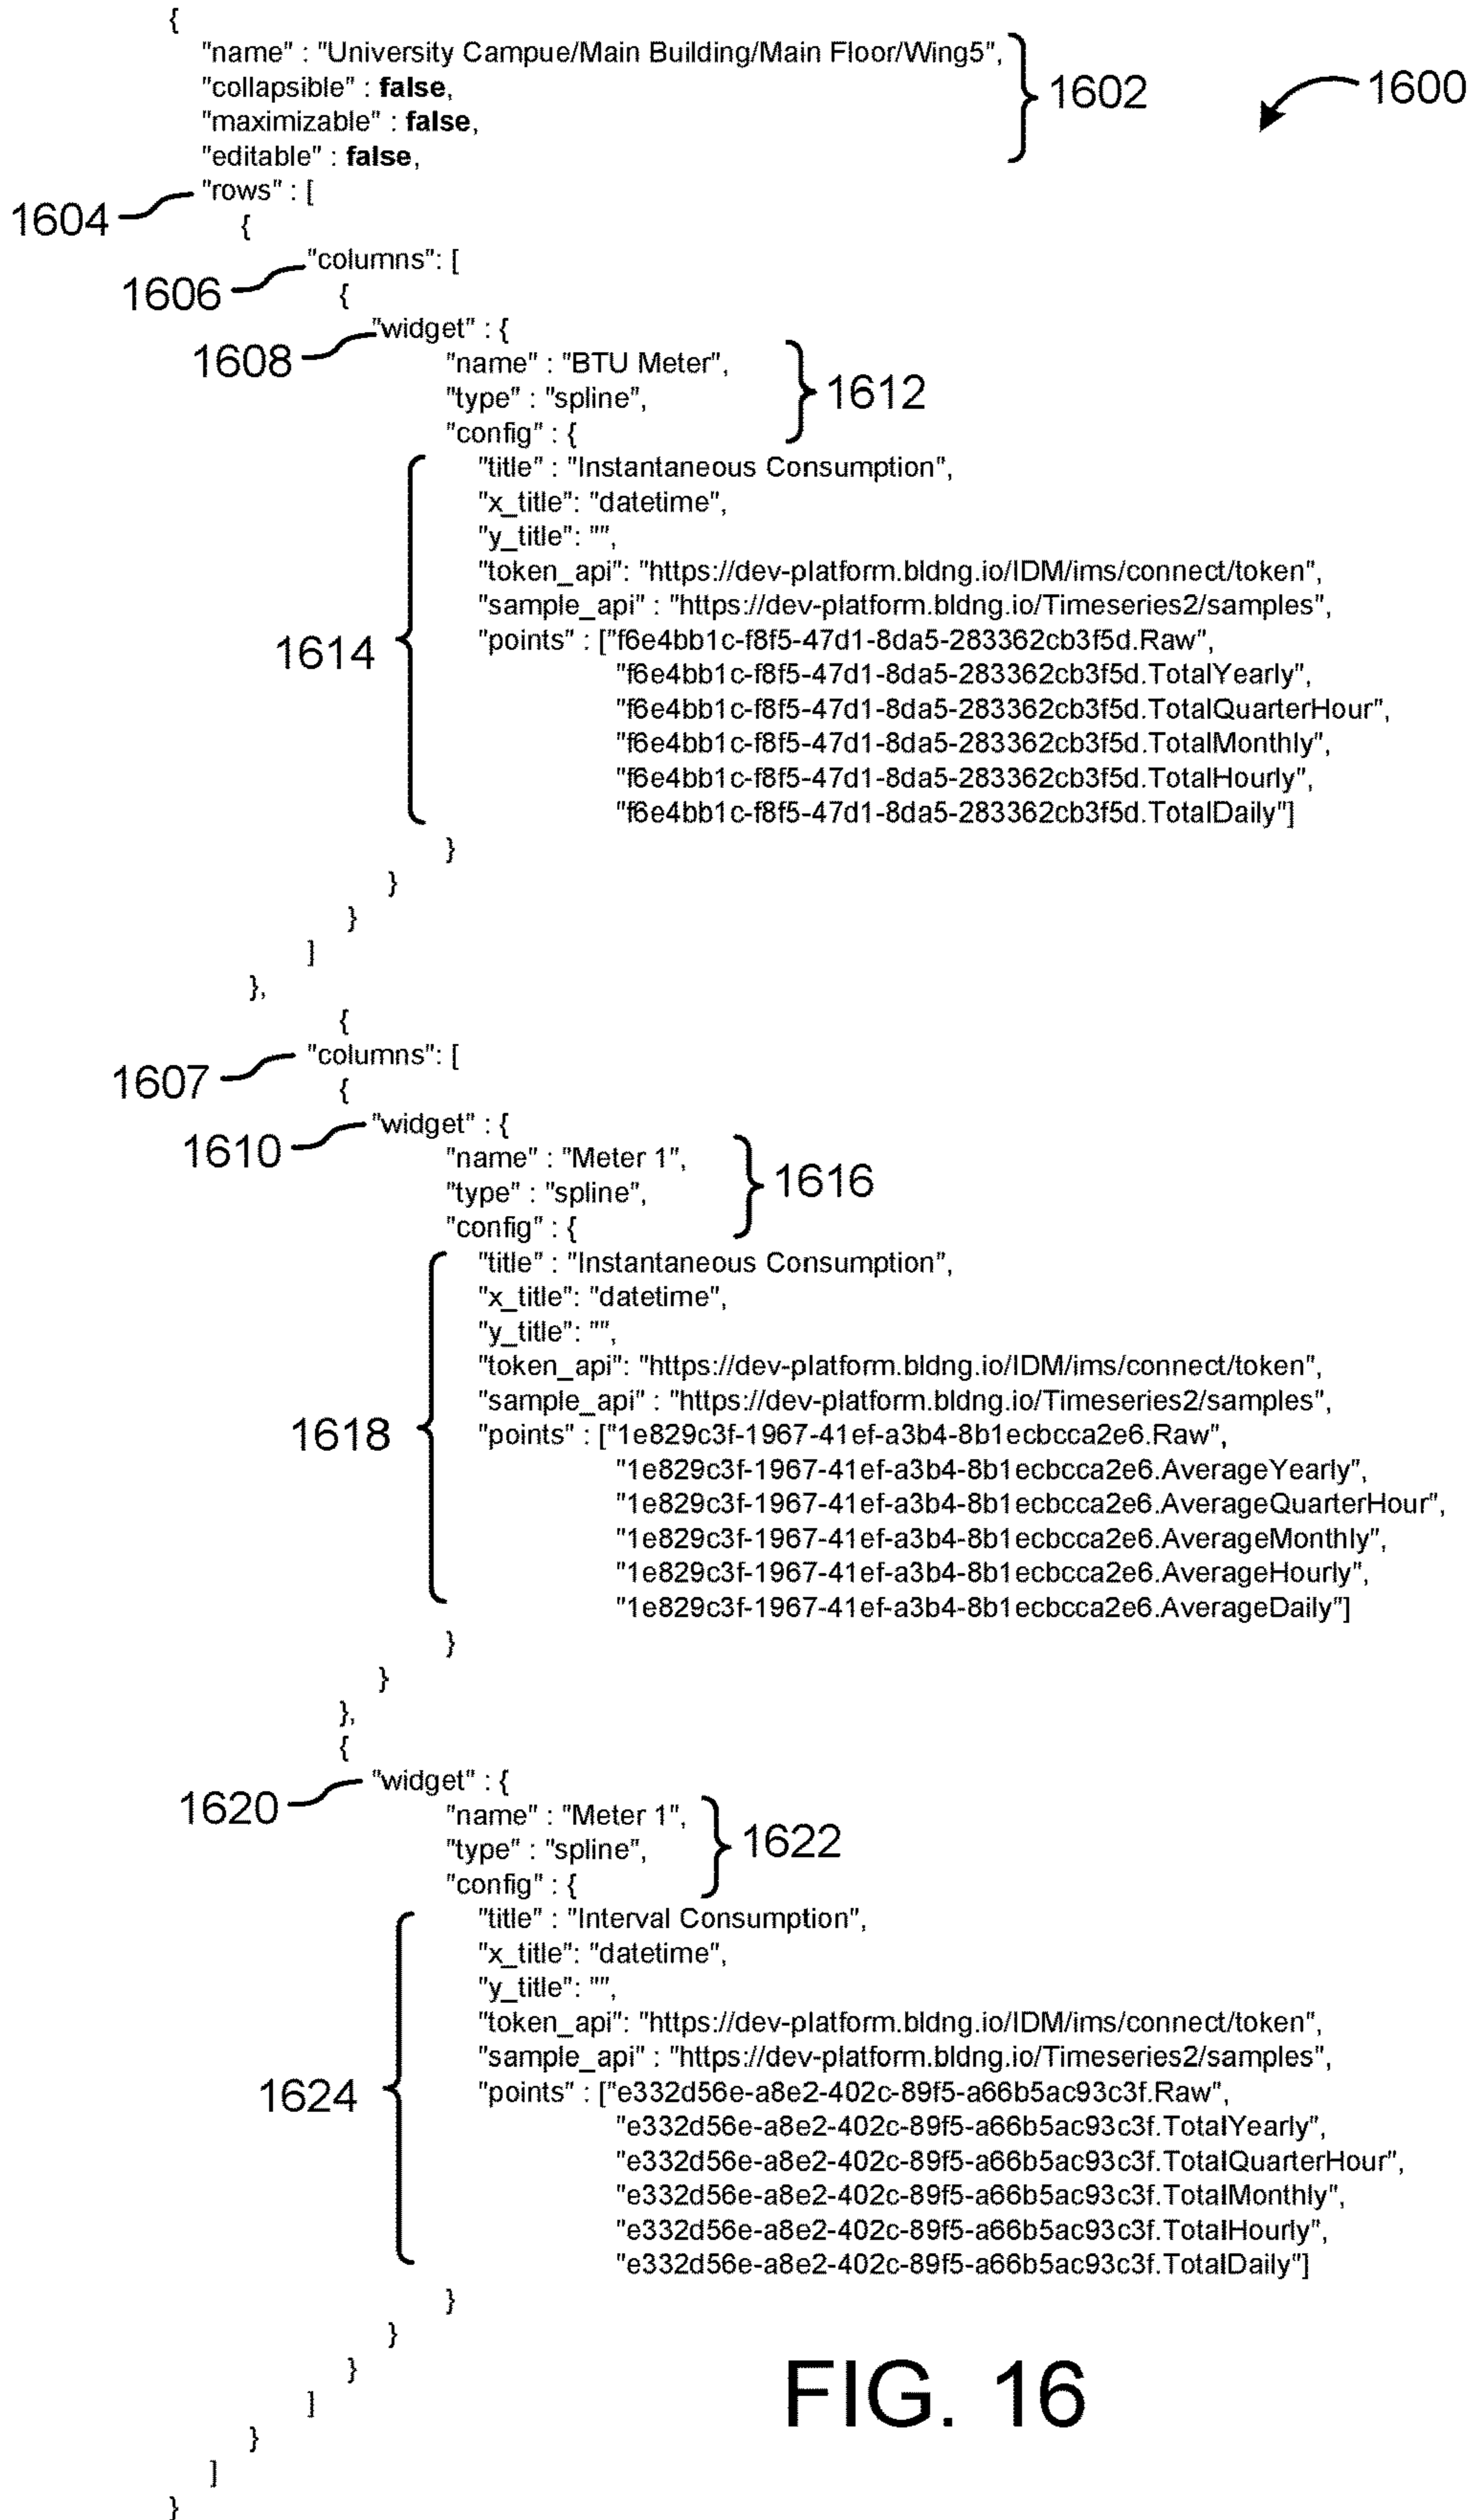 {
"name" : "University Campue/Main Building/Main Floor/Wing5",
"collapsible" : false,
1602
1600
"maximizable" : false,
"editable" : false,
1604
"rows" : [
{
1606
"columns": [
{
1608
"widget" : {
"name" : "BTU Meter",
"type" : "spline",
1612
"config" : {
1614
"title" : "Instantaneous Consumption",
"x_title": "datetime",
"y_title": "",
"token_api": "https://dev-platform.bldng.io/IDM/ims/connect/token",
"sample_api" : "https://dev-platform.bldng.io/Timeseries2/samples",
"points" : ["f6e4bb1c-f8f5-47d1-8da5-283362cb3f5d.Raw",
"f6e4bb1c-f8f5-47d1-8da5-283362cb3f5d.TotalYearly",
"f6e4bb1c-f8f5-47d1-8da5-283362cb3f5d.TotalQuarterHour",
"f6e4bb1c-f8f5-47d1-8da5-283362cb3f5d.TotalMonthly",
"f6e4bb1c-f8f5-47d1-8da5-283362cb3f5d.TotalHourly",
"f6e4bb1c-f8f5-47d1-8da5-283362cb3f5d.TotalDaily"]
}
}
}
]
},
{
1607
"columns": [
{
1610
"widget" : {
"name" : "Meter 1",
"type" : "spline",
1616
"config" : {
1618
"title" : "Instantaneous Consumption",
"x_title": "datetime",
"y_title": "",
"token_api": "https://dev-platform.bldng.io/IDM/ims/connect/token",
"sample_api" : "https://dev-platform.bldng.io/Timeseries2/samples",
"points" : ["1e829c3f-1967-41ef-a3b4-8b1ecbcca2e6.Raw",
"1e829c3f-1967-41ef-a3b4-8b1ecbcca2e6.AverageYearly",
"1e829c3f-1967-41ef-a3b4-8b1ecbcca2e6.AverageQuarterHour",
"1e829c3f-1967-41ef-a3b4-8b1ecbcca2e6.AverageMonthly",
"1e829c3f-1967-41ef-a3b4-8b1ecbcca2e6.AverageHourly",
"1e829c3f-1967-41ef-a3b4-8b1ecbcca2e6.AverageDaily"]
}
}
},
{
1620
"widget" : {
"name" : "Meter 1",
"type" : "spline",
1622
"config" : {
1624
"title" : "Interval Consumption",
"x_title": "datetime",
"y_title": "",
"token_api": "https://dev-platform.bldng.io/IDM/ims/connect/token",
"sample_api" : "https://dev-platform.bldng.io/Timeseries2/samples",
"points" : ["e332d56e-a8e2-402c-89f5-a66b5ac93c3f.Raw",
"e332d56e-a8e2-402c-89f5-a66b5ac93c3f.TotalYearly",
"e332d56e-a8e2-402c-89f5-a66b5ac93c3f.TotalQuarterHour",
"e332d56e-a8e2-402c-89f5-a66b5ac93c3f.TotalMonthly",
"e332d56e-a8e2-402c-89f5-a66b5ac93c3f.TotalHourly",
"e332d56e-a8e2-402c-89f5-a66b5ac93c3f.TotalDaily"]
}
}
}
]
}
]
}
FIG. 16